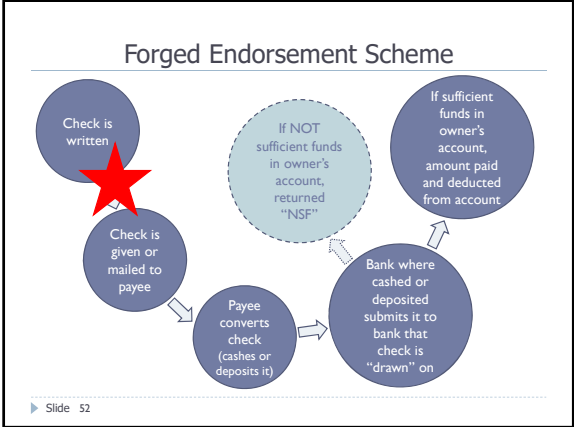 Forged Endorsement Scheme
Check is
written
Check is
given or
mailed to
payee
Payee
converts
check
(cashes or
deposits it)
Bank where
cashed or
deposited
submits it to
bank that
check is
“drawn” on
If NOT
sufficient funds
in owner’s
account,
returned
“NSF”
If sufficient
funds in
owner’s
account,
amount paid
and deducted
from account
Slide 52